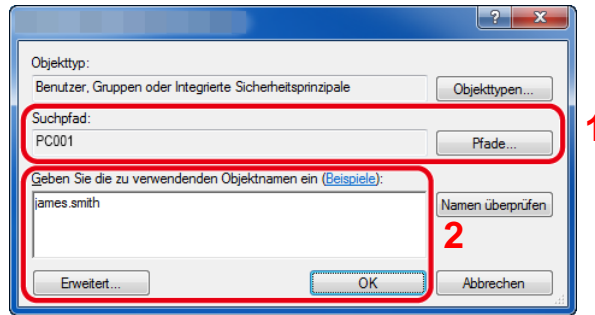 Objekttyp:
Benutzer, Gruppen oder Integrierte Sicherheitsprinzipale
Objekttypen...
Suchpfad:
PC001
Pfade...
1
Geben Sie die zu verwendenden Objektnamen ein (Beispiele):
james.smith
Namen überprüfen
2
Erweitert...
OK
Abbrechen